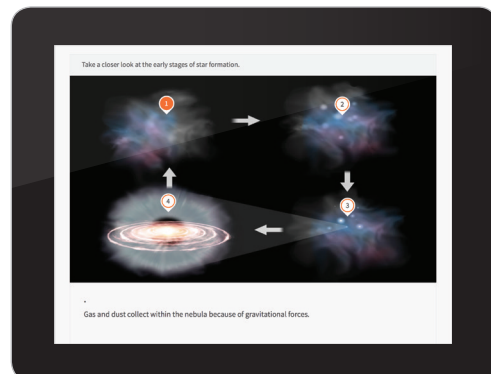 Take a closer look at the early stages of star formation.
1
2
4
3
Gas and dust collect within the nebula because of gravitational forces.